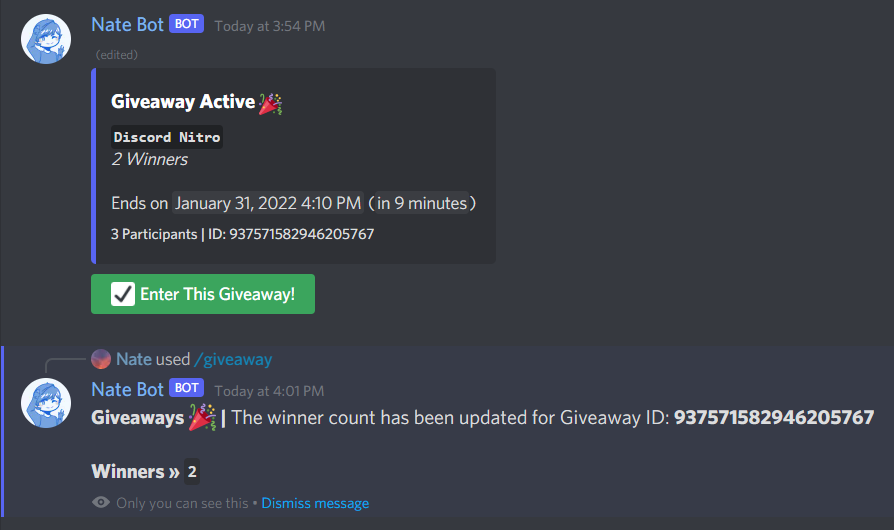 Nate Bot BOT Today at 3:54 PM
(edited)
Giveaway Active
Discord Nitro
2 Winners
Ends on January 31, 2022 4:10 PM (in 9 minutes)
3 Participants | ID: 937571582946205767
Enter This Giveaway!
Nate used /giveaway
Nate Bot BOT Today at 4:01 PM
Giveaways | The winner count has been updated for Giveaway ID: 937571582946205767
Winners » 2
Only you can see this • Dismiss message